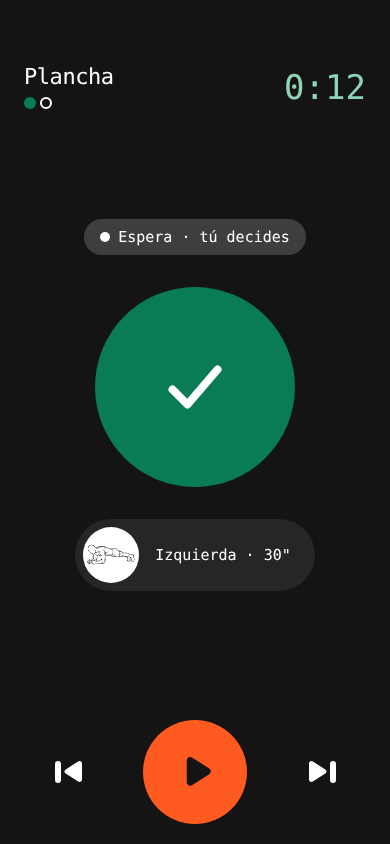 Plancha
0:12
Espera · tú decides
Izquierda · 30"